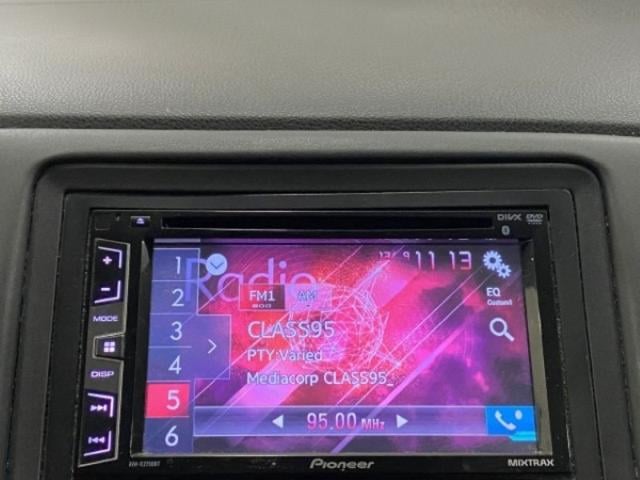 DIVX DVD
+
-
MODE
DISP
1
2
3
4
5
6
Radio
11 13
FM1 AM
EQ
Custom1
CLASS95
PTY:Varied
Mediacorp CLASS95
95.00 MHz
Pioneer
MIXTRAX